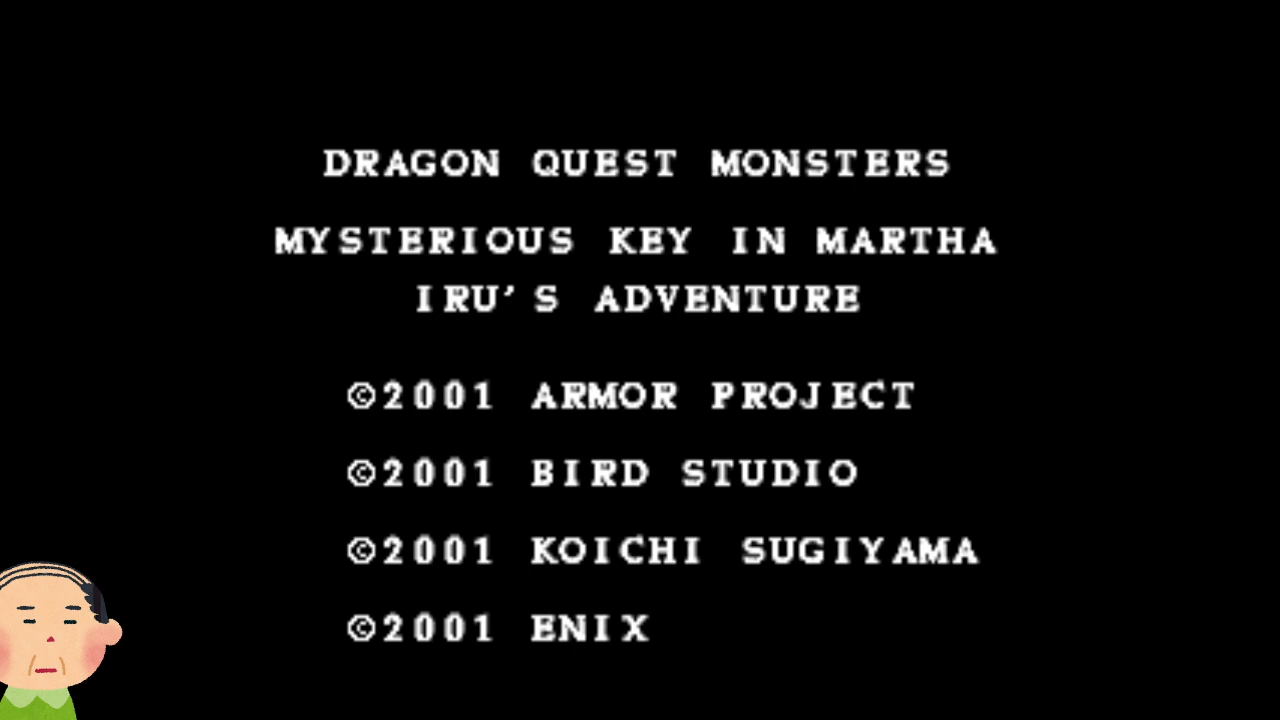 DRAGON QUEST MONSTERS
MYSTERIOUS KEY IN MARTHA
IRU'S ADVENTURE
©2001 ARMOR PROJECT
©2001 BIRD STUDIO
©2001 KOICHI SUGIYAMA
©2001 ENIX